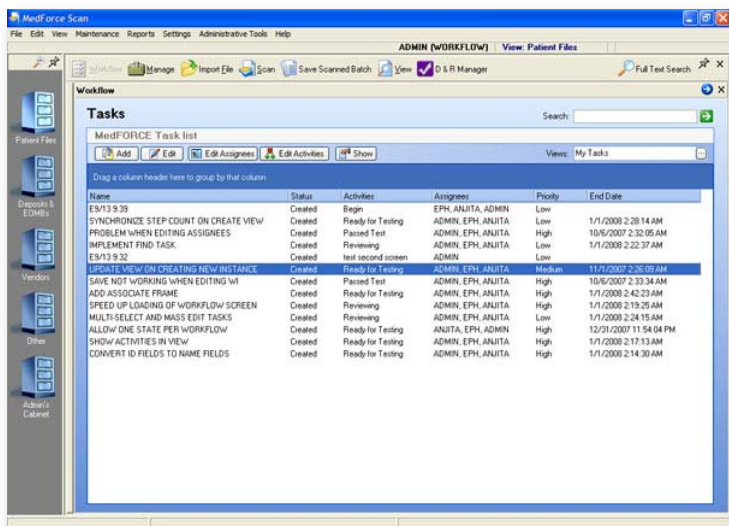 MedForce Scan
File Edit View Maintenance Reports Settings Administrative Tools Help
ADMIN (WORKFLOW) View: Patient Files
Workflow Manage Import File Scan Save Scanned Batch View D & R Manager Full Text Search
Workflow
Tasks Search:
MedFORCE Task list
Add Edit Edit Assignees Edit Activities Show Views: My Tasks
Drag a column header here to group by that column
Name Status Activities Assignees Priority End Date
E9/13 9:39 Created Begin EPH, ANJITA, ADMIN Low
SYNCHRONIZE STEP COUNT ON CREATE VIEW Created Ready for Testing ADMIN, EPH, ANJITA Low 1/1/2008 2:28:14 AM
PROBLEM WHEN EDITING ASSIGNEES Created Passed Test ADMIN, EPH, ANJITA High 10/6/2007 2:32:05 AM
IMPLEMENT FIND TASK Created Reviewing ADMIN, EPH, ANJITA Low 1/1/2008 2:22:37 AM
E9/13 9:32 Created test second screen ADMIN Low
UPDATE VIEW ON CREATING NEW INSTANCE Created Ready for Testing ADMIN, EPH, ANJITA Medium 11/1/2007 2:26:09 AM
SAVE NOT WORKING WHEN EDITING WI Created Passed Test ADMIN, EPH, ANJITA High 10/6/2007 2:33:34 AM
ADD ASSOCIATE FRAME Created Ready for Testing ADMIN, EPH, ANJITA High 1/1/2008 2:42:23 AM
SPEED UP LOADING OF WORKFLOW SCREEN Created Reviewing ADMIN, EPH, ANJITA High 1/1/2008 2:19:25 AM
MULTI-SELECT AND MASS EDIT TASKS Created Reviewing ADMIN, EPH, ANJITA Low 1/1/2008 2:24:15 AM
ALLOW ONE STATE PER WORKFLOW Created Ready for Testing ANJITA, EPH, ADMIN High 12/31/2007 11:54:04 PM
SHOW ACTIVITIES IN VIEW Created Ready for Testing ADMIN, EPH, ANJITA High 1/1/2008 2:17:13 AM
CONVERT ID FIELDS TO NAME FIELDS Created Ready for Testing ADMIN, EPH, ANJITA High 1/1/2008 2:14:30 AM
Patient Files
Deposits &
EOMBs
Vendors
Other
Admin's
Cabinet